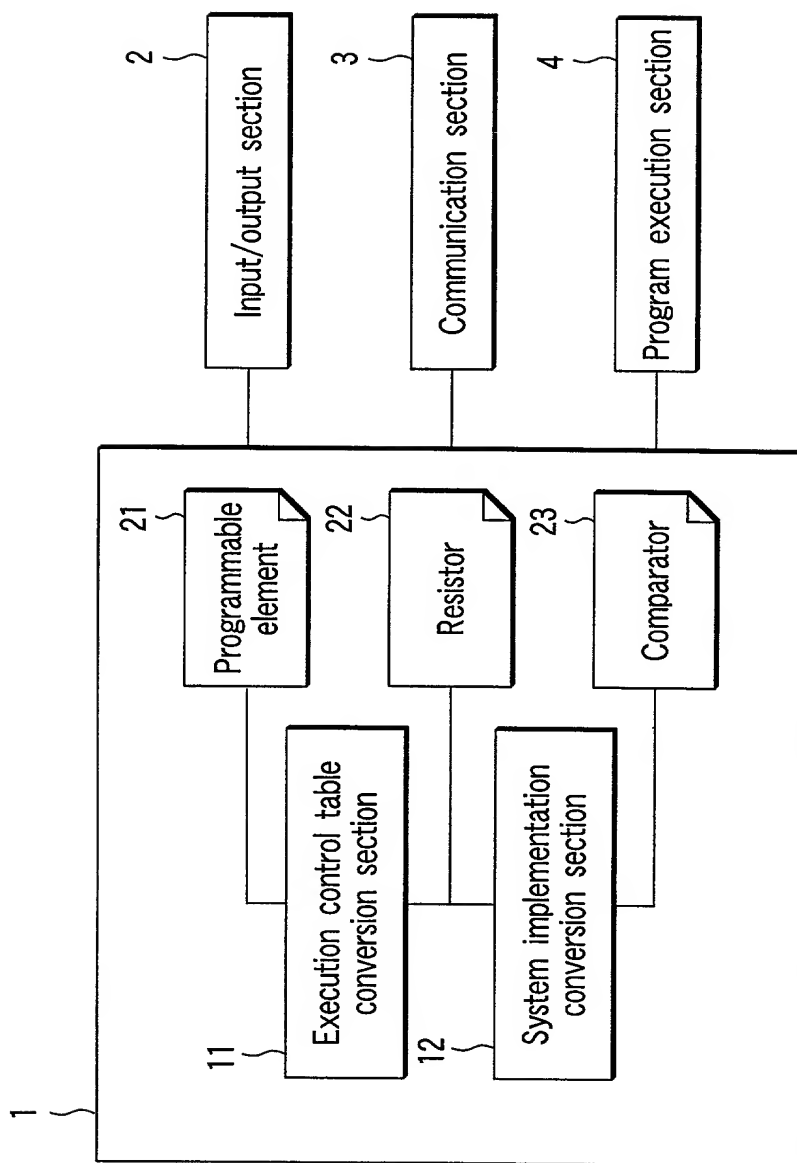 1
11
Execution control table
conversion section
12
System implementation
conversion section
21
Programmable
element
22
Resistor
23
Comparator
2
Input/output section
3
Communication section
4
Program execution section